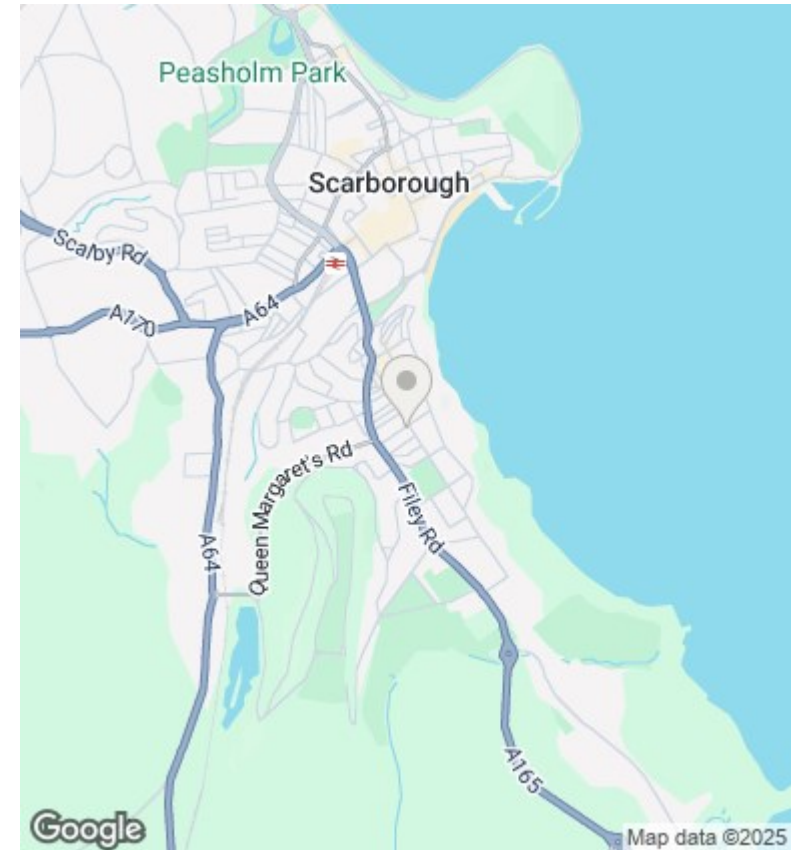 Peasholm Park
Scarborough
Scalby Rd
A64
A170
Queen Margaret's Rd
Filey Rd
A64
A165
Google
Map data ©2025